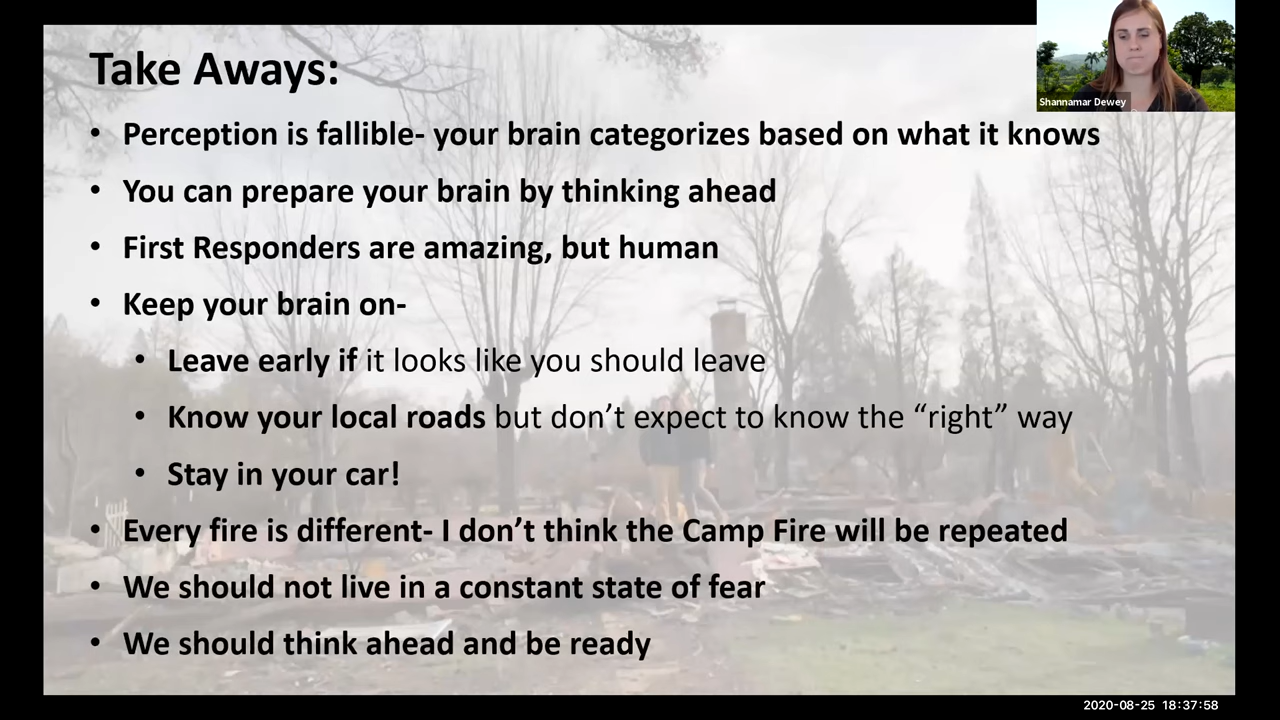 Take Aways:
Shannamar Dewey
• Perception is fallible- your brain categorizes based on what it knows
• You can prepare your brain by thinking ahead
• First Responders are amazing, but human
• Keep your brain on-
• Leave early if it looks like you should leave
• Know your local roads but don’t expect to know the “right” way
• Stay in your car!
• Every fire is different- I don’t think the Camp Fire will be repeated
• We should not live in a constant state of fear
• We should think ahead and be ready
2020-08-25 18:37:58